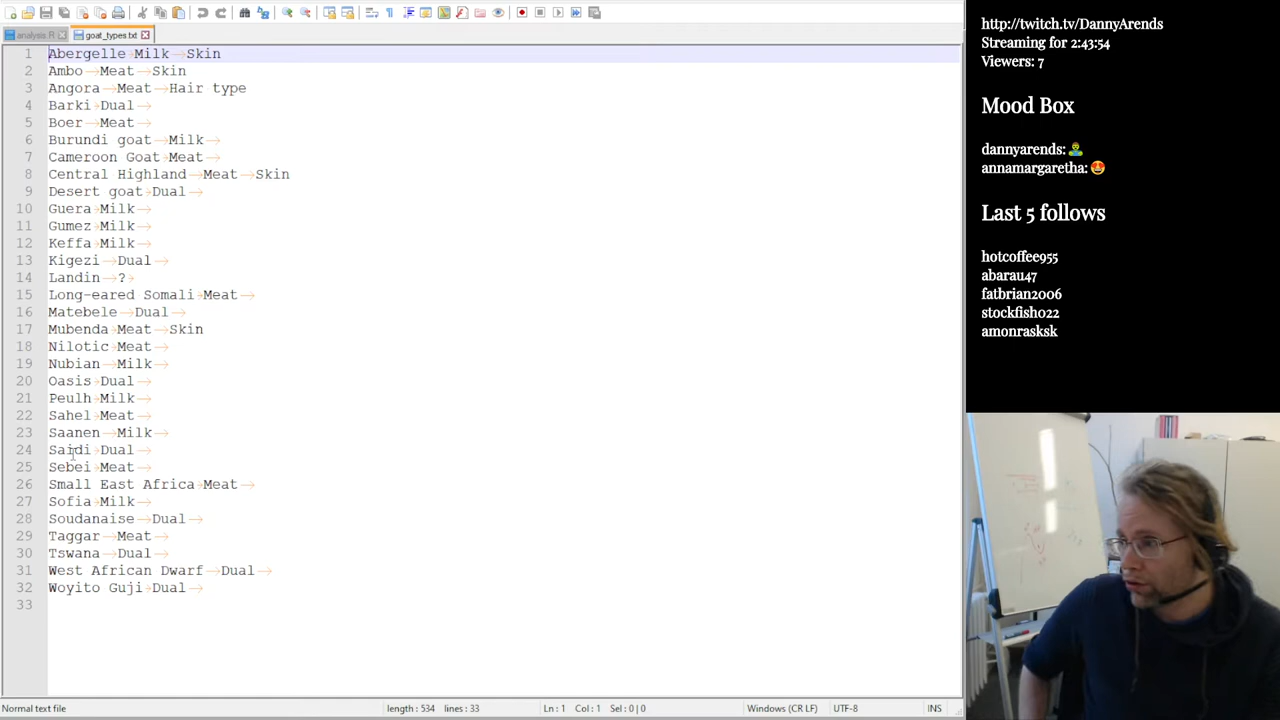 analysis.R
goat_types.txt
1 Abergelle Milk Skin
2 Ambo Meat Skin
3 Angora Meat Hair type
4 Barki Dual
5 Boer Meat
6 Burundi goat Milk
7 Cameroon Goat Meat
8 Central Highland Meat Skin
9 Desert goat Dual
10 Guera Milk
11 Gumez Milk
12 Keffa Milk
13 Kigezi Dual
14 Landin ?
15 Long-eared Somali Meat
16 Matebele Dual
17 Mubenda Meat Skin
18 Nilotic Meat
19 Nubian Milk
20 Oasis Dual
21 Peulh Milk
22 Sahel Meat
23 Saanen Milk
24 Saidi Dual
25 Sebei Meat
26 Small East Africa Meat
27 Sofia Milk
28 Soudanaise Dual
29 Taggar Meat
30 Tswana Dual
31 West African Dwarf Dual
32 Woyito Guji Dual
33
Normal text file length : 534 lines : 33 Ln : 1 Col : 1 Sel : 0 | 0 Windows (CR LF) UTF-8 INS
http://twitch.tv/DannyArends
Streaming for 2:43:54
Viewers: 7
Mood Box
dannyarends: 🧟‍♂️
annamargaretha: 😍
Last 5 follows
hotcoffee955
abarau47
fatbrian2006
stockfish022
amonrasksk